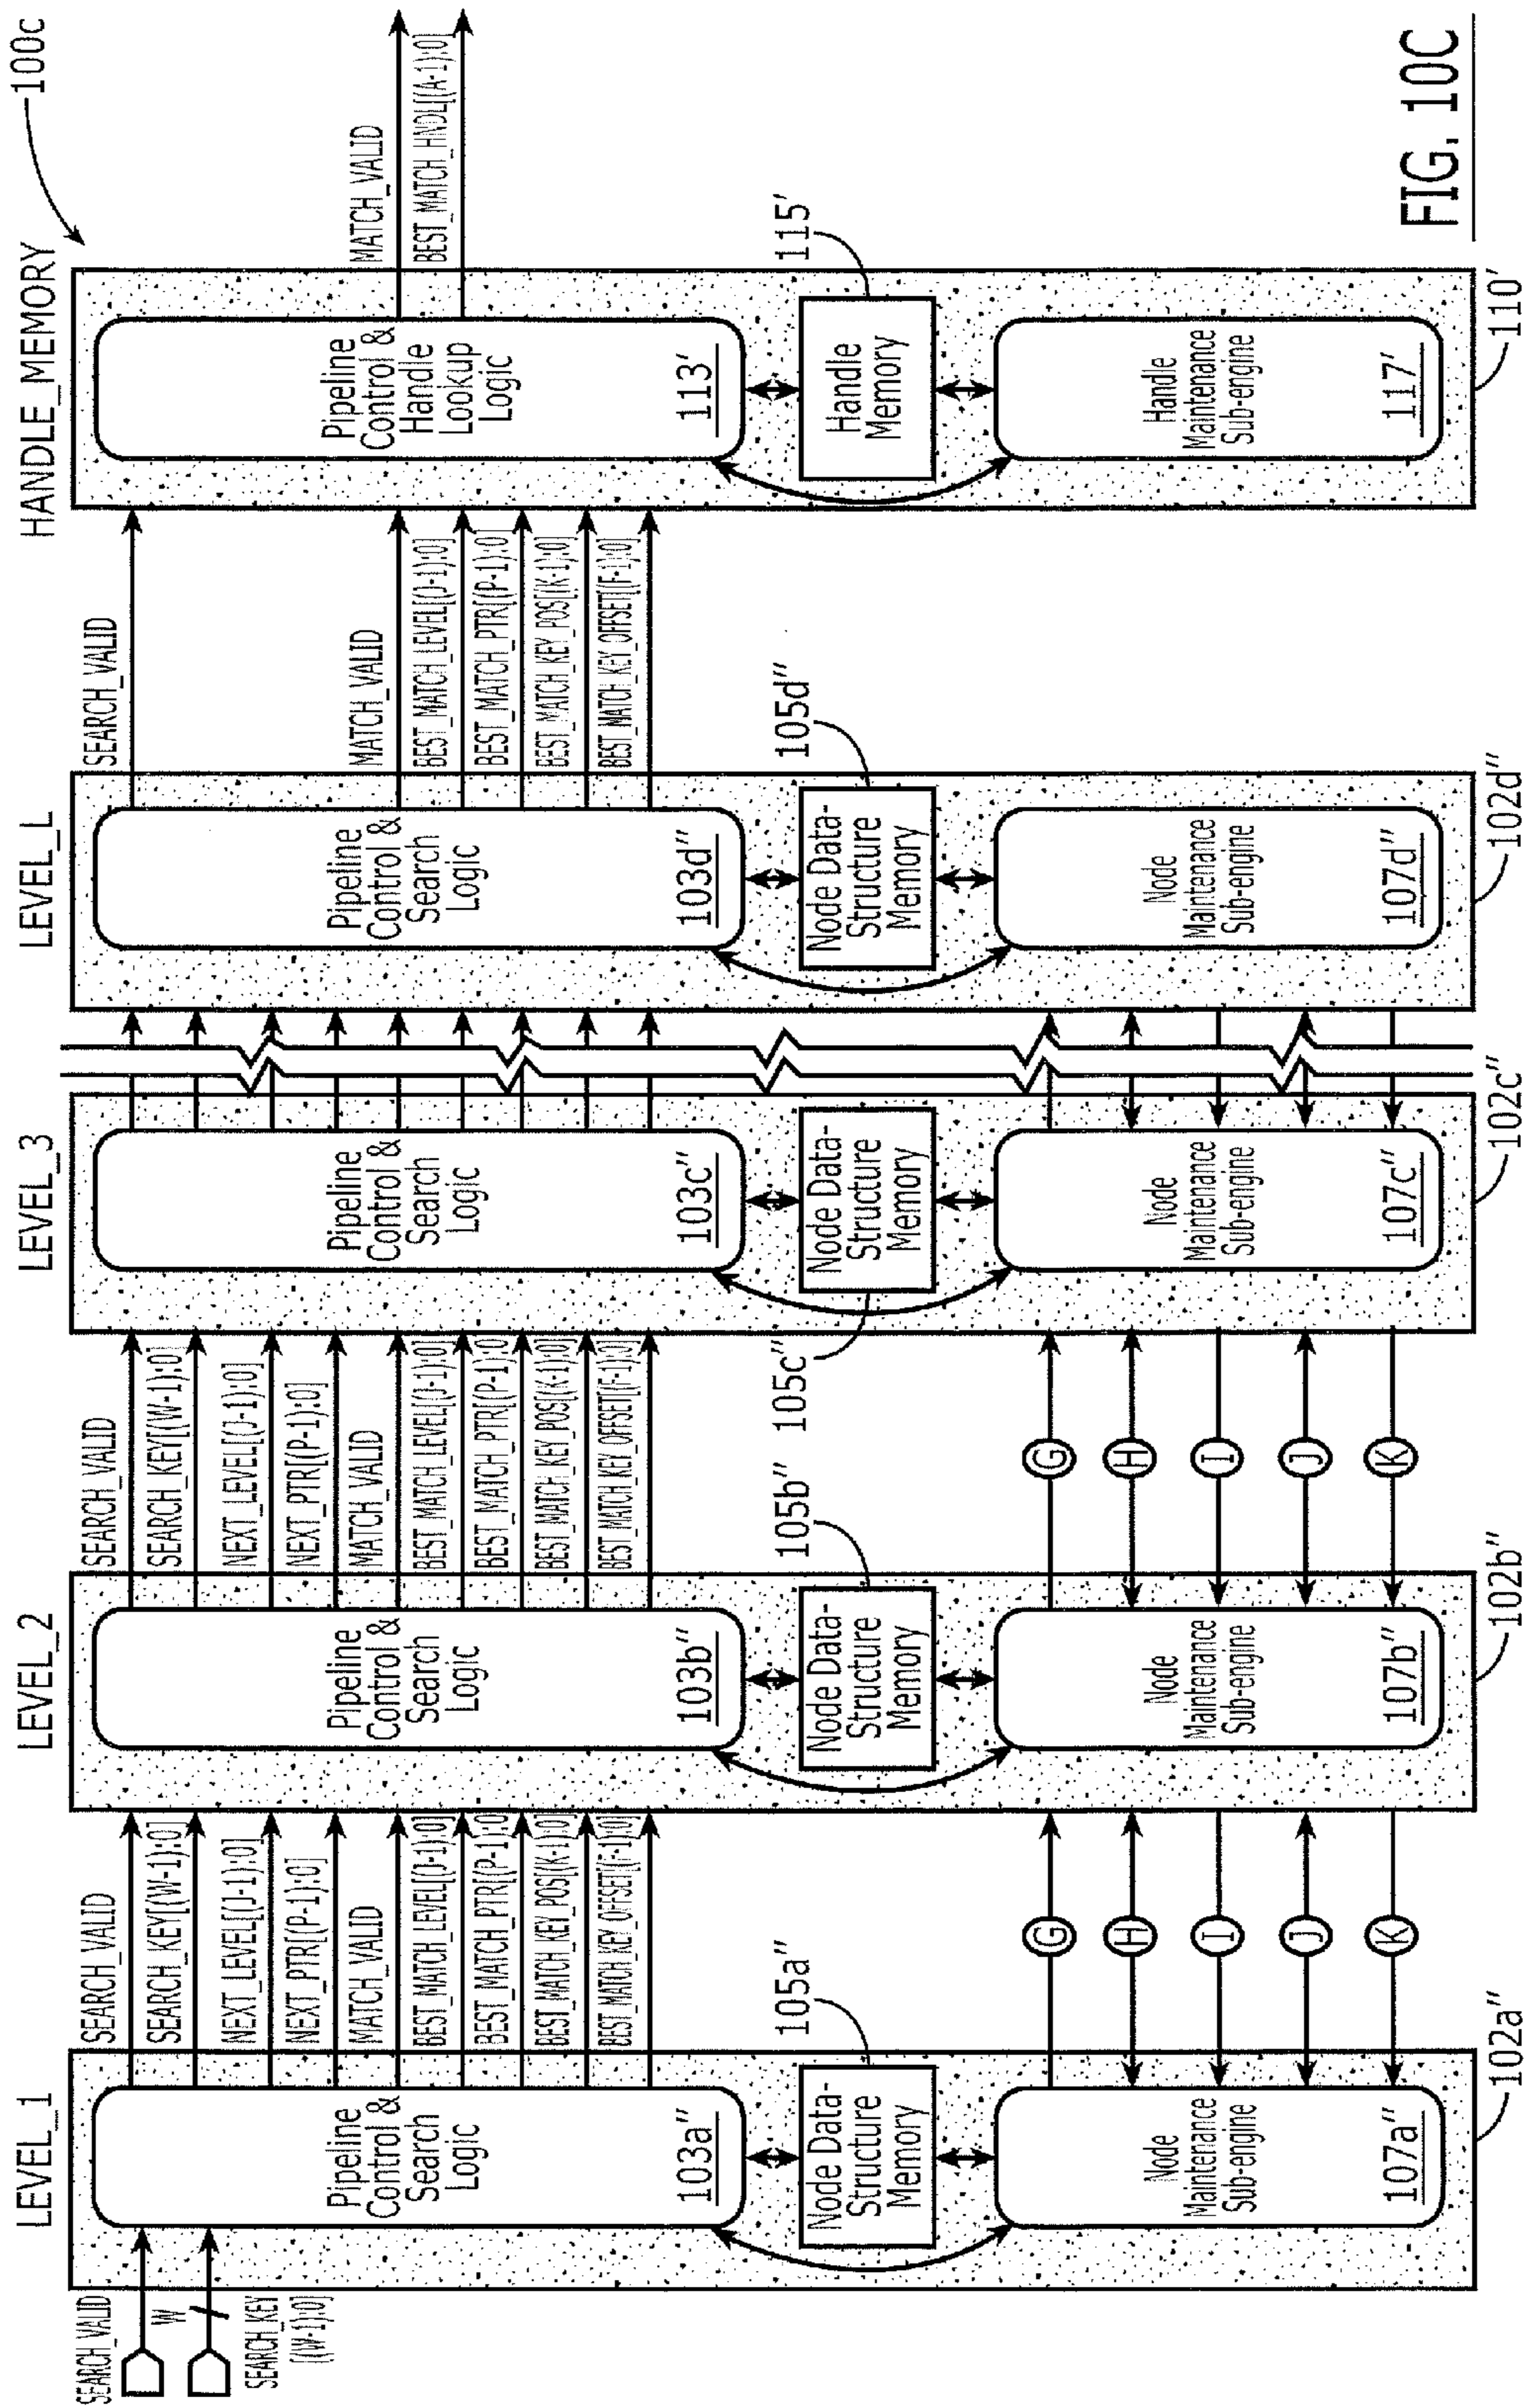 100c
LEVEL_1
LEVEL_2
LEVEL_3
LEVEL_L
HANDLE_MEMORY
SEARCH_VALID
W
SEARCH_KEY
[(W-1):0]
Pipeline
Control &
Search
Logic
103a''
Node Data-
Structure
Memory
105a''
Node
Maintenance
Sub-engine
107a''
102a''
SEARCH_VALID
SEARCH_KEY[(W-1):0]
NEXT_LEVEL[(J-1):0]
NEXT_PTR[(P-1):0]
MATCH_VALID
BEST_MATCH_LEVEL[(J-1):0]
BEST_MATCH_PTR[(P-1):0
BEST_MATCH_KEY_POS[(K-1):0]
BEST_MATCH_KEY_OFFSET[(F-1):0]
G
H
I
J
K
Pipeline
Control &
Search
Logic
103b''
Node Data-
Structure
Memory
105b''
Node
Maintenance
Sub-engine
107b''
102b''
SEARCH_VALID
SEARCH_KEY[(W-1):0]
NEXT_LEVEL[(J-1):0]
NEXT_PTR[(P-1):0]
MATCH_VALID
BEST_MATCH_LEVEL[(J-1):0]
BEST_MATCH_PTR[(P-1):0
BEST_MATCH_KEY_POS[(K-1):0]
BEST_MATCH_KEY_OFFSET[(F-1):0]
G
H
I
J
K
Pipeline
Control &
Search
Logic
103c''
Node Data-
Structure
Memory
105c''
Node
Maintenance
Sub-engine
107c''
102c''
Pipeline
Control &
Search
Logic
103d''
Node Data-
Structure
Memory
105d''
Node
Maintenance
Sub-engine
107d''
102d''
SEARCH_VALID
MATCH_VALID
BEST_MATCH_LEVEL[(J-1):0]
BEST_MATCH_PTR[(P-1):0]
BEST_MATCH_KEY_POS[(K-1):0]
BEST_MATCH_KEY_OFFSET[(F-1):0]
Pipeline
Control &
Handle
Lookup
Logic
113'
Handle
Memory
115'
Handle
Maintenance
Sub-engine
117'
110'
MATCH_VALID
BEST_MATCH_HNDL[(A-1):0]
FIG. 10C